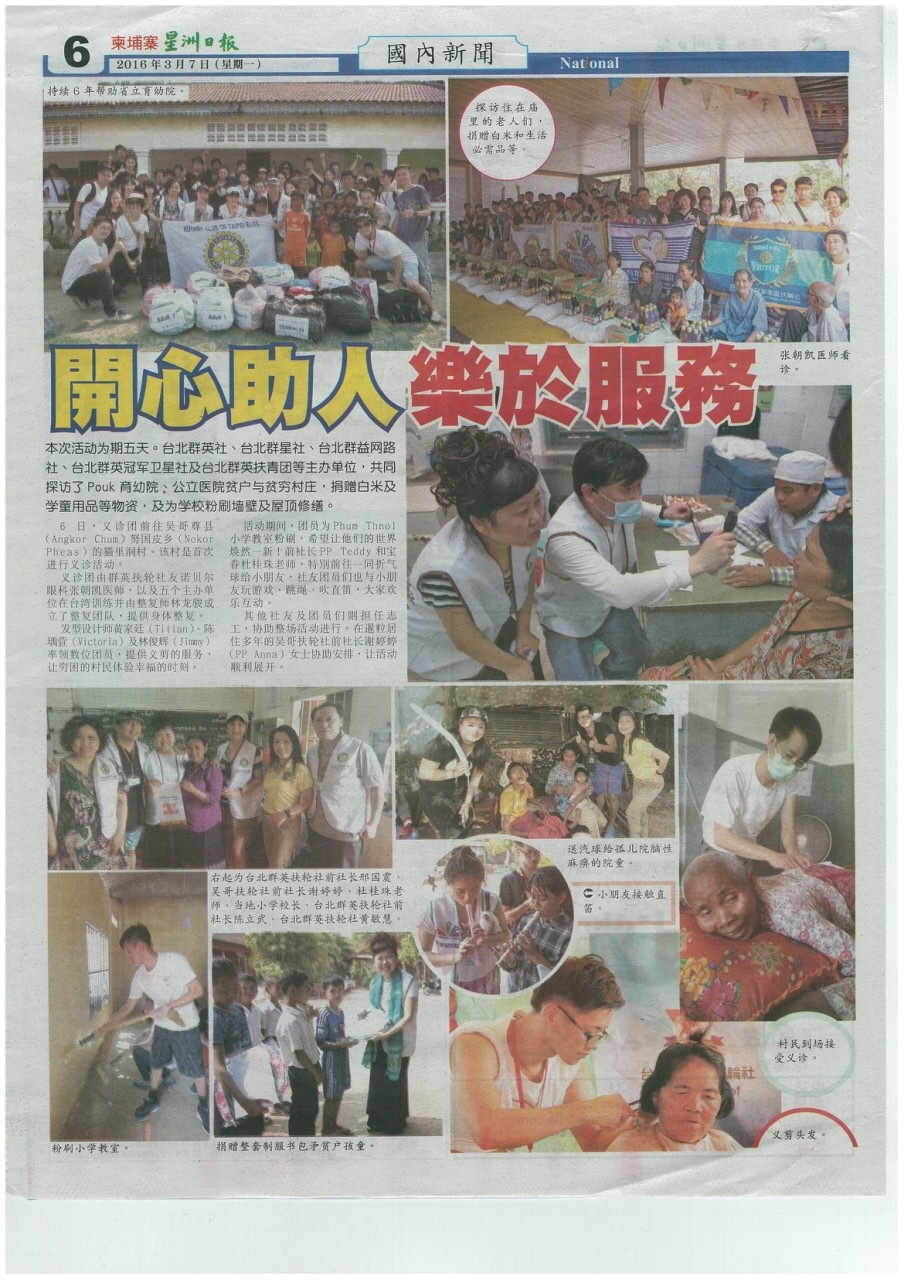 6
柬埔寨 星洲日报
2016年3月7日(星期一)
國內新聞
National
持续6年帮助省立育幼院。
探访住在庙
里的老人们，
捐赠白米和生活
必需品等。
ROTARY CLUB OF TAIPEI ELITE
VICTOR
開心助人 樂於服務
张朝凯医师看
诊。
本次活动为期五天。台北群英社、台北群星社、台北群益网路
社、台北群英冠军卫星社及台北群英扶青团等主办单位，共同
探访了Pouk育幼院、公立医院贫户与贫穷村庄，捐赠白米及
学童用品等物资，及为学校粉刷墙壁及屋顶修缮。
6日，义诊团前往吴哥尊县
(Angkor Chum)努国皮乡(Nokor
Pheas)的猫里洞村。该村是首次
进行义诊活动。
义诊团由群英扶轮社友诺贝尔
眼科张朝凯医师，以及五个主办单
位在台湾训练并由整复师林龙骏成
立了整复团队，提供身体整复。
发型设计师黄家廷(Titian)、陈
瑀萱(Victoria)及林俊辉(Jimmy)
率领数位团员，提供义剪的服务，
让穷困的村民体验幸福的时刻。
活动期间，团员为Phum Thnol
小学教室粉刷，希望让他们的世界
焕然一新！前社长PP Teddy和宝
眷杜桂珠老师，特别前往一同折气
球给小朋友，社友团员们也与小朋
友玩游戏、跳绳、吹直笛，大家欢
乐互动。
其他社友及团员们则担任志
工，协助整场活动进行。在暹粒居
住多年的吴哥扶轮社前社长谢婷婷
(PP Anna)女士协助安排，让活动
顺利展开。
右起为台北群英扶轮社前社长邢国震、
吴哥扶轮社前社长谢婷婷、杜桂珠老
师、当地小学校长、台北群英扶轮社前
社长陈立武、台北群英扶轮社黄敏慧。
送汽球给孤儿院脑性
麻痹的院童。
小朋友接触直
笛。
村民到场接
受义诊。
粉刷小学教室。
捐赠整套制服书包予贫户孩童。
义剪头发。